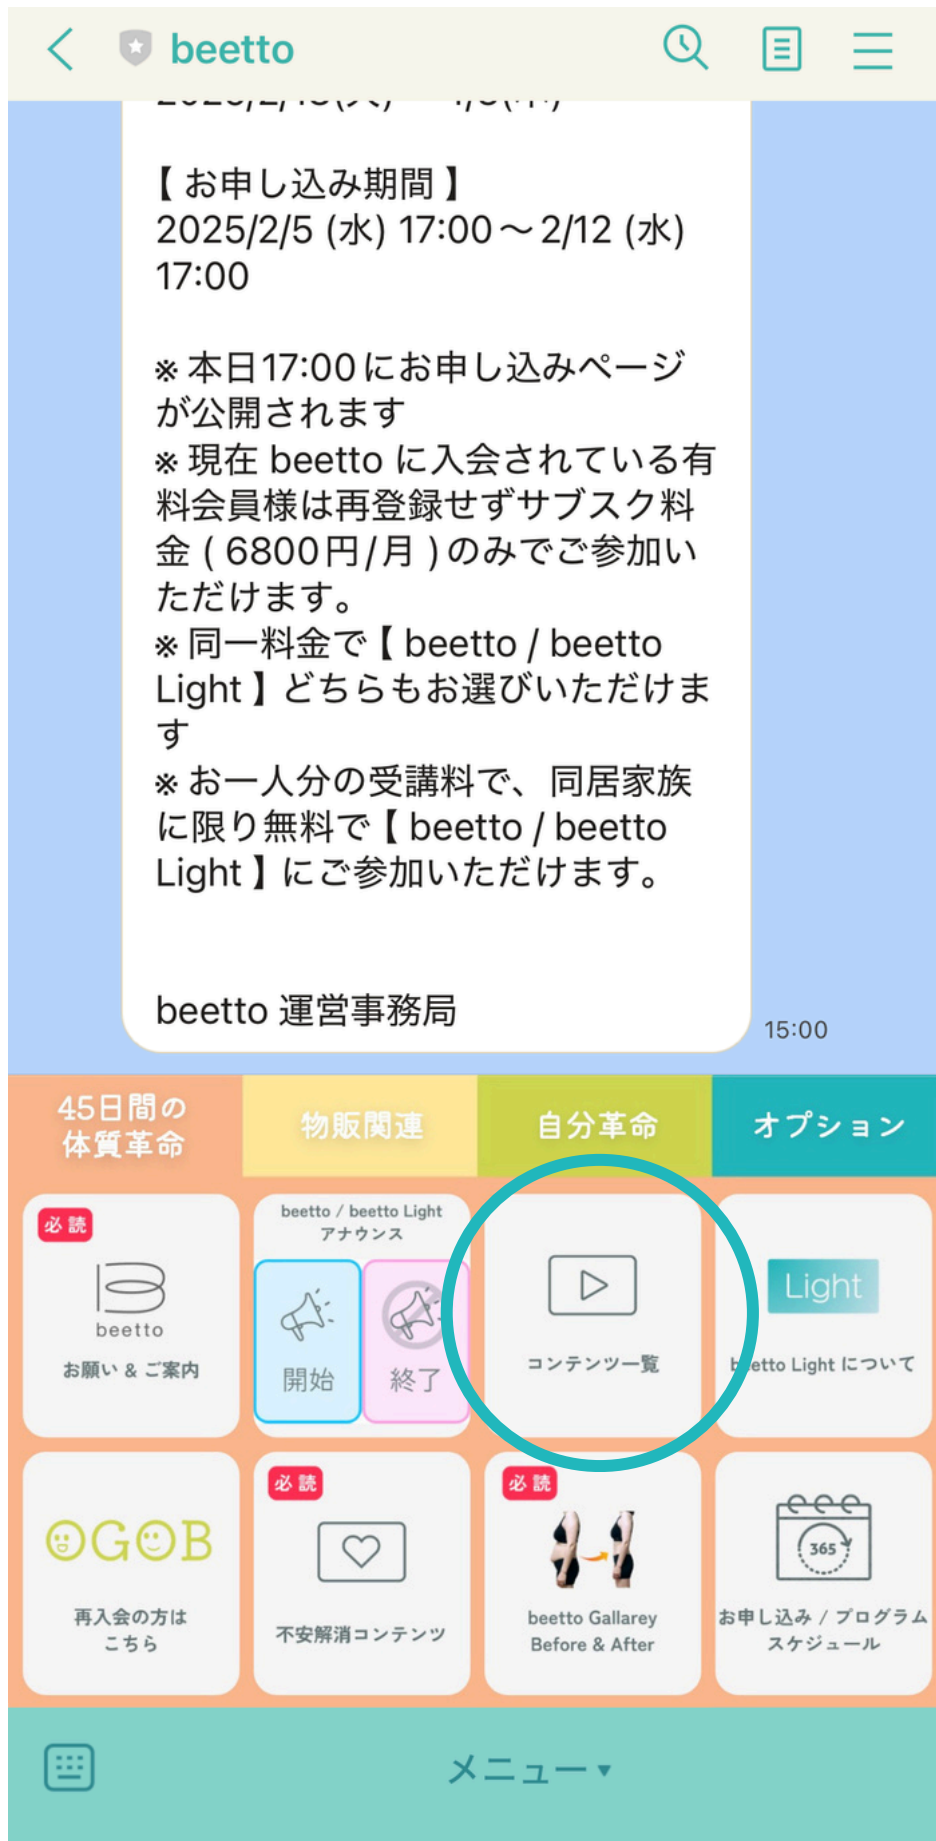 beetto
【 お申し込み期間 】
2025/2/5 (水) 17:00～2/12 (水)
17:00
※ 本日17:00にお申し込みページ
が公開されます
※ 現在 beetto に入会されている有
料会員様は再登録せずサブスク料
金 ( 6800円/月 )のみでご参加い
ただけます。
※ 同一料金で【 beetto / beetto
Light 】どちらもお選びいただけま
す
※ お一人分の受講料で、同居家族
に限り無料で【 beetto / beetto
Light 】にご参加いただけます。
beetto 運営事務局
15:00
45日間の
体質革命
物販関連
自分革命
オプション
必読
beetto
お願い & ご案内
beetto / beetto Light
アナウンス
開始
終了
コンテンツ一覧
Light
beetto Light について
OGOB
再入会の方は
こちら
必読
不安解消コンテンツ
必読
beetto Gallarey
Before & After
365
お申し込み / プログラム
スケジュール
メニュー▼